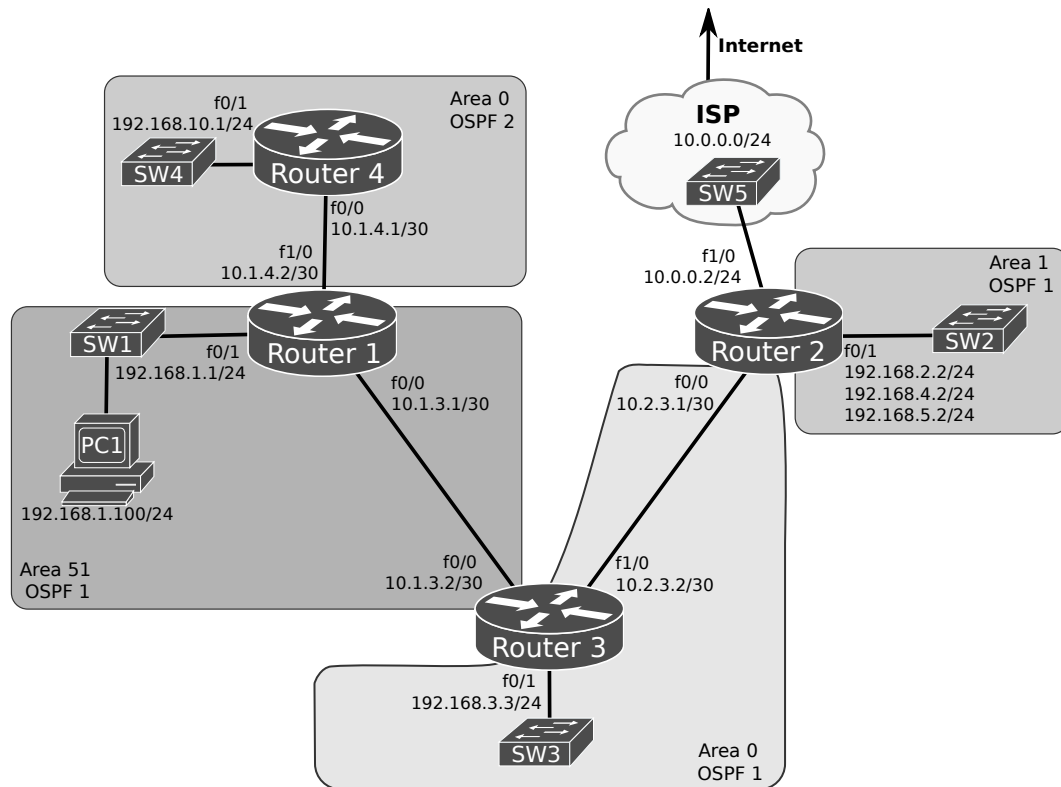 Internet
Area 0
OSPF 2
f0/1
192.168.10.1/24
SW4
Router 4
f0/0
10.1.4.1/30
ISP
10.0.0.0/24
SW5
f1/0
10.1.4.2/30
f1/0
10.0.0.2/24
Area 1
OSPF 1
SW1
f0/1
192.168.1.1/24
Router 1
Router 2
SW2
f0/1
192.168.2.2/24
192.168.4.2/24
192.168.5.2/24
f0/0
10.1.3.1/30
f0/0
10.2.3.1/30
PC1
192.168.1.100/24
Area 51
OSPF 1
f0/0
10.1.3.2/30
f1/0
10.2.3.2/30
Router 3
f0/1
192.168.3.3/24
SW3
Area 0
OSPF 1